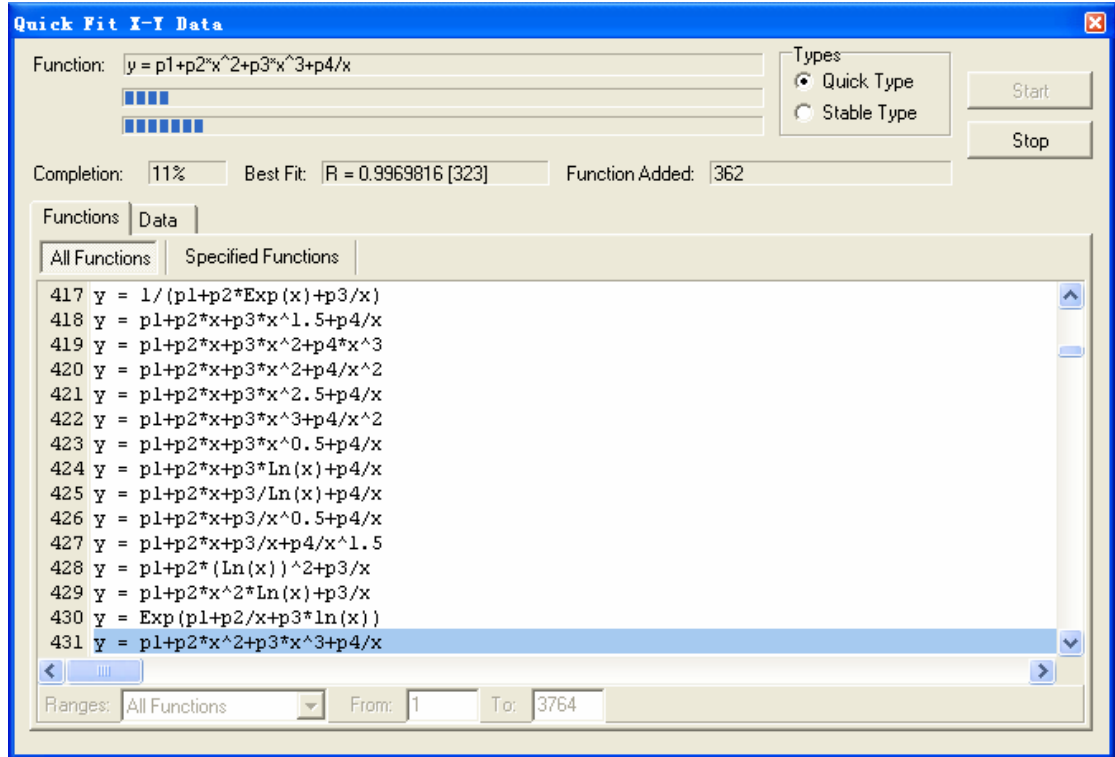 Quick Fit X-Y Data
Function: y = p1+p2*x^2+p3*x^3+p4/x
Types
Quick Type
Stable Type
Start
Stop
Completion: 11% Best Fit: R = 0.9969816 [323] Function Added: 362
Functions Data
All Functions Specified Functions
417 y = 1/(p1+p2*Exp(x)+p3/x)
418 y = p1+p2*x+p3*x^1.5+p4/x
419 y = p1+p2*x+p3*x^2+p4*x^3
420 y = p1+p2*x+p3*x^2+p4/x^2
421 y = p1+p2*x+p3*x^2.5+p4/x
422 y = p1+p2*x+p3*x^3+p4/x^2
423 y = p1+p2*x+p3*x^0.5+p4/x
424 y = p1+p2*x+p3*Ln(x)+p4/x
425 y = p1+p2*x+p3/Ln(x)+p4/x
426 y = p1+p2*x+p3/x^0.5+p4/x
427 y = p1+p2*x+p3/x+p4/x^1.5
428 y = p1+p2*(Ln(x))^2+p3/x
429 y = p1+p2*x^2*Ln(x)+p3/x
430 y = Exp(p1+p2/x+p3*ln(x))
431 y = p1+p2*x^2+p3*x^3+p4/x
Ranges: All Functions From: 1 To: 3764